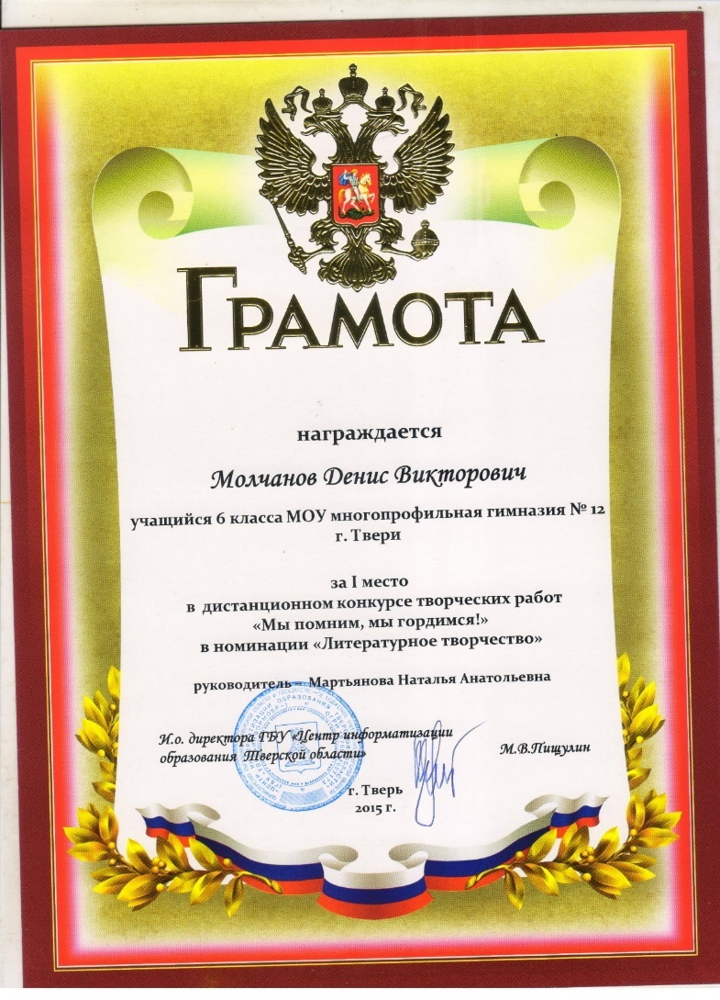 ГРАМОТА
награждается
Молчанов Денис Викторович
учащийся 6 класса МОУ многопрофильная гимназия № 12
г. Твери
за I место
в дистанционном конкурсе творческих работ
«Мы помним, мы гордимся!»
в номинации «Литературное творчество»
руководитель – Мартьянова Наталья Анатольевна
И.о. директора ГБУ «Центр информатизации
образования Тверской области»
М.В.Пищулин
г. Тверь
2015 г.